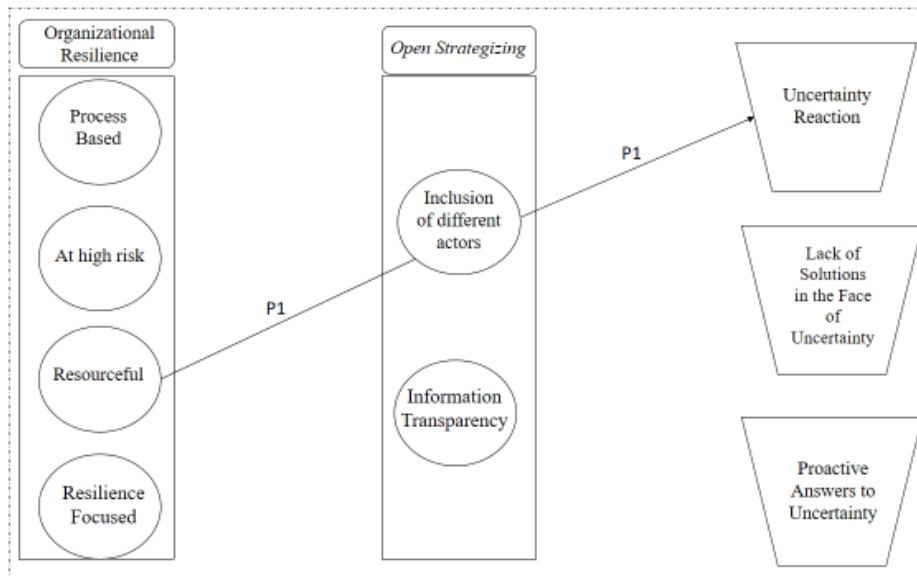 Organizational
Resilience
Process
Based
At high risk
Resourceful
Resilience
Focused
P1
Open Strategizing
Inclusion
of different
actors
Information
Transparency
P1
Uncertainty
Reaction
Lack of
Solutions
in the Face
of
Uncertainty
Proactive
Answers to
Uncertainty